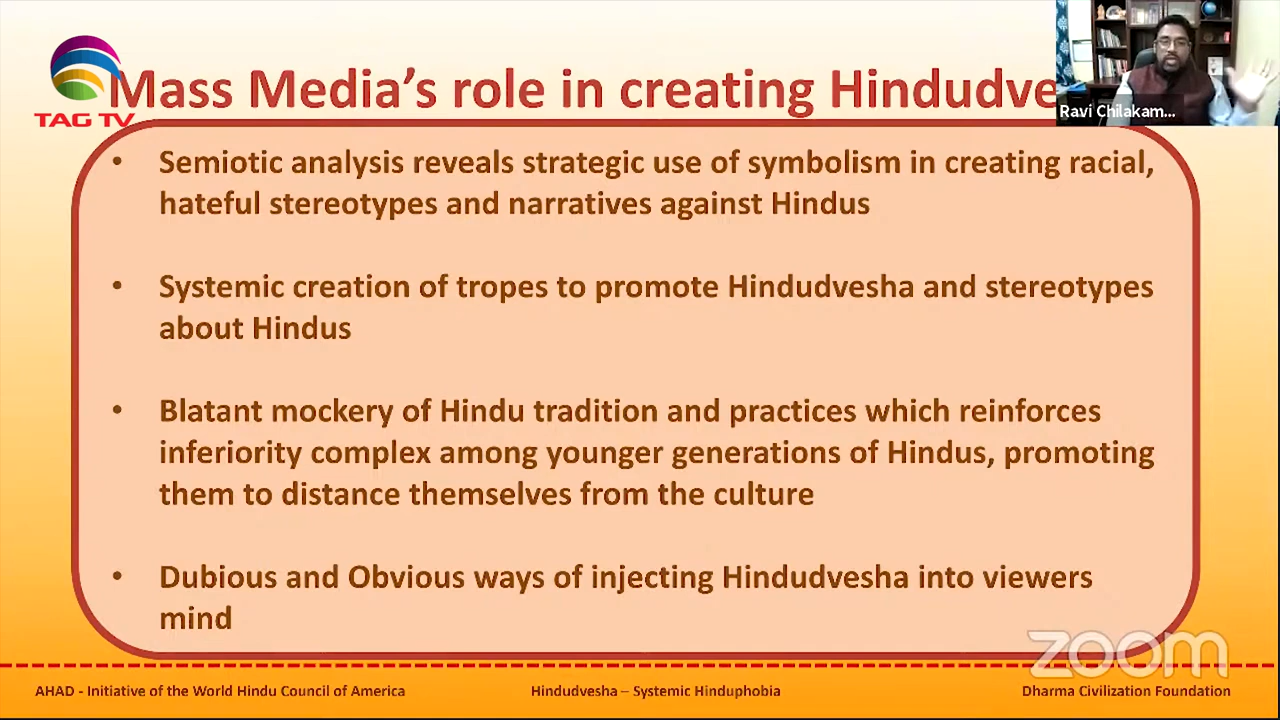 Mass Media's role in creating Hindudve
TAG TV
Ravi Chilakam...
• Semiotic analysis reveals strategic use of symbolism in creating racial,
hateful stereotypes and narratives against Hindus
• Systemic creation of tropes to promote Hindudvesha and stereotypes
about Hindus
• Blatant mockery of Hindu tradition and practices which reinforces
inferiority complex among younger generations of Hindus, promoting
them to distance themselves from the culture
• Dubious and Obvious ways of injecting Hindudvesha into viewers
mind
zoom
AHAD - Initiative of the World Hindu Council of America
Hindudvesha – Systemic Hinduphobia
Dharma Civilization Foundation